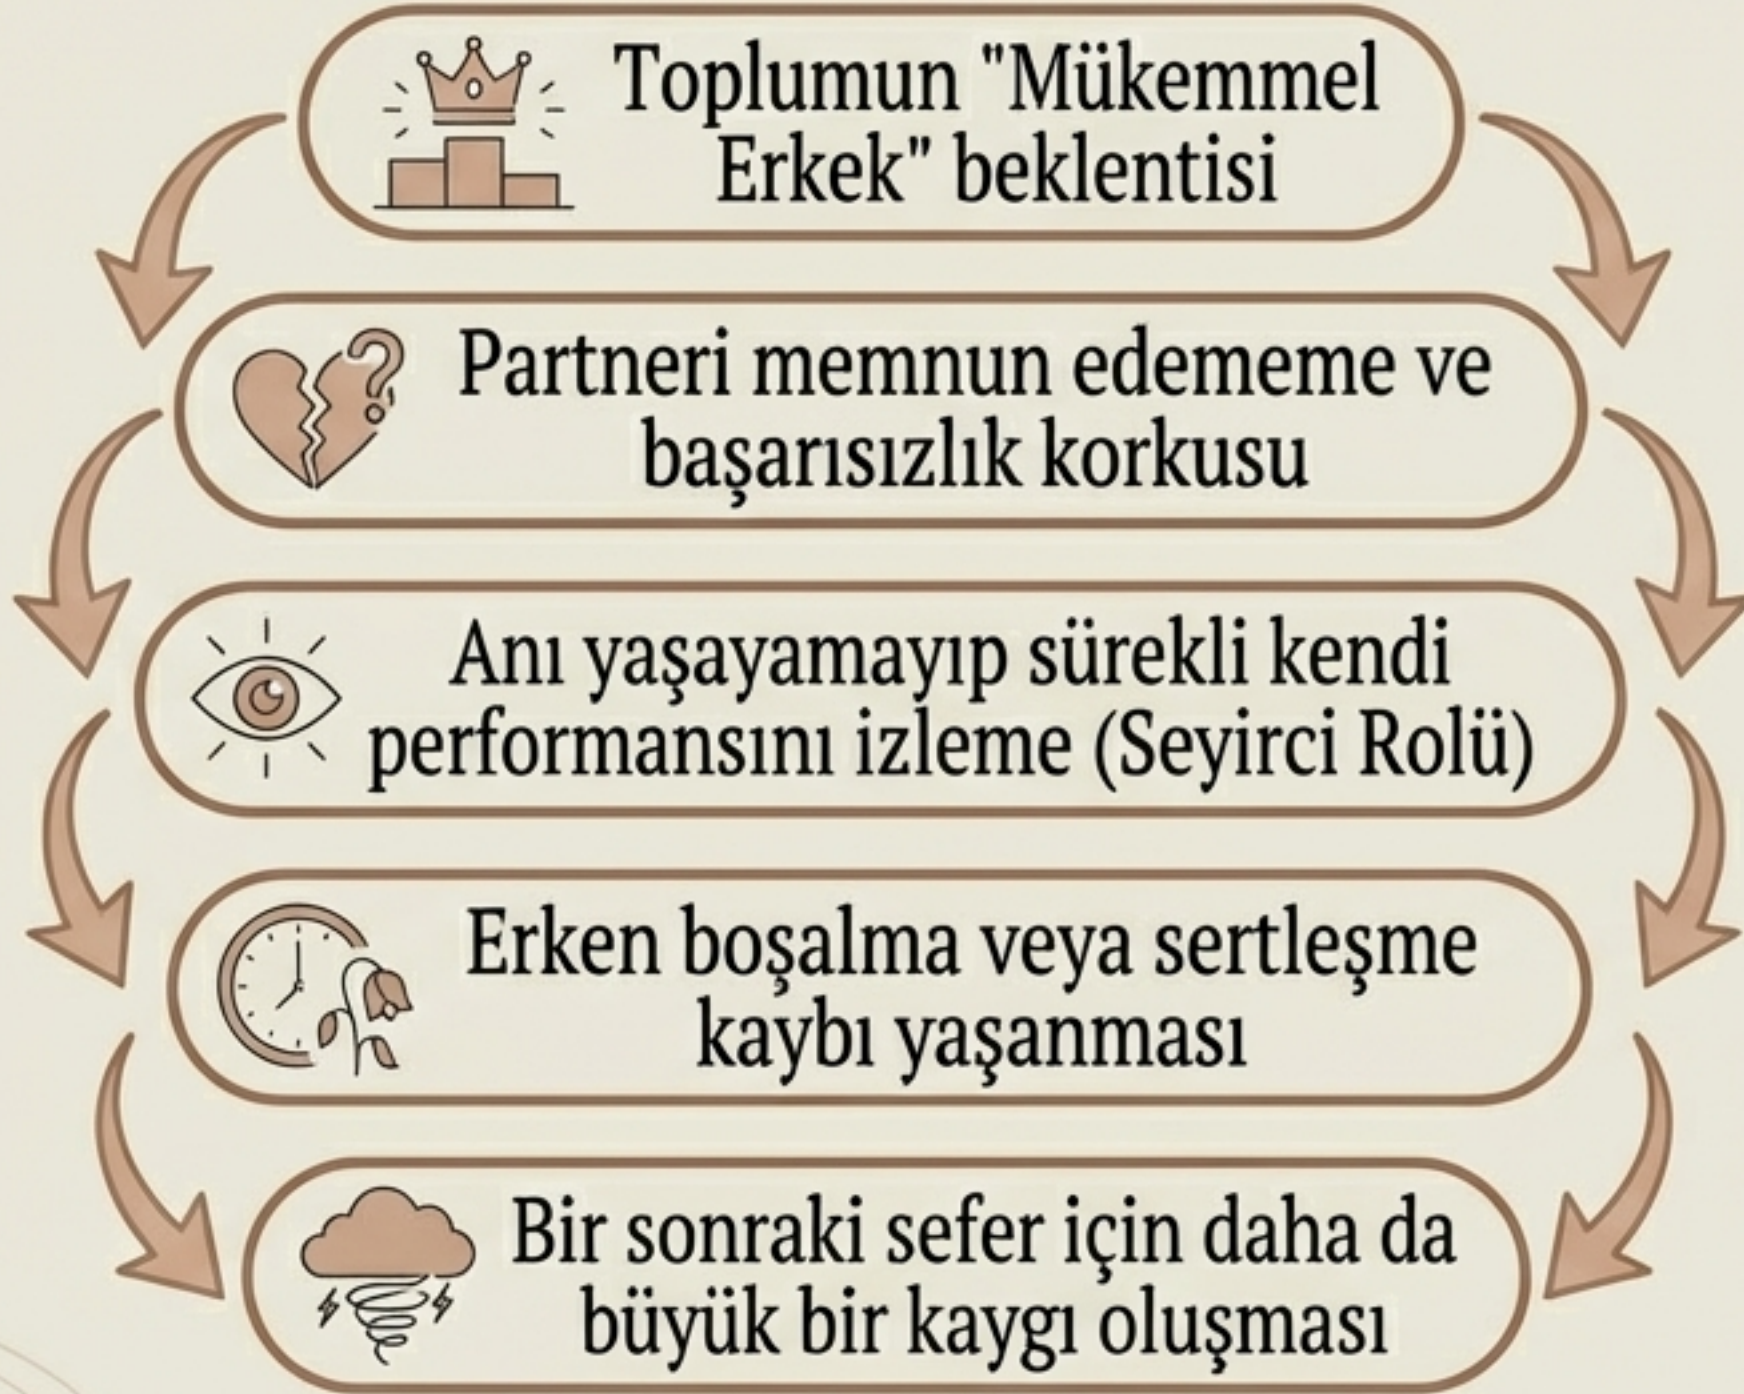 Toplumun "Mükemmel
Erkek" beklentisi
Partneri memnun edememe ve
başarısızlık korkusu
Anı yaşayamayıp sürekli kendi
performansını izleme (Seyirci Rolü)
Erken boşalma veya sertleşme
kaybı yaşanması
Bir sonraki sefer için daha da
büyük bir kaygı oluşması